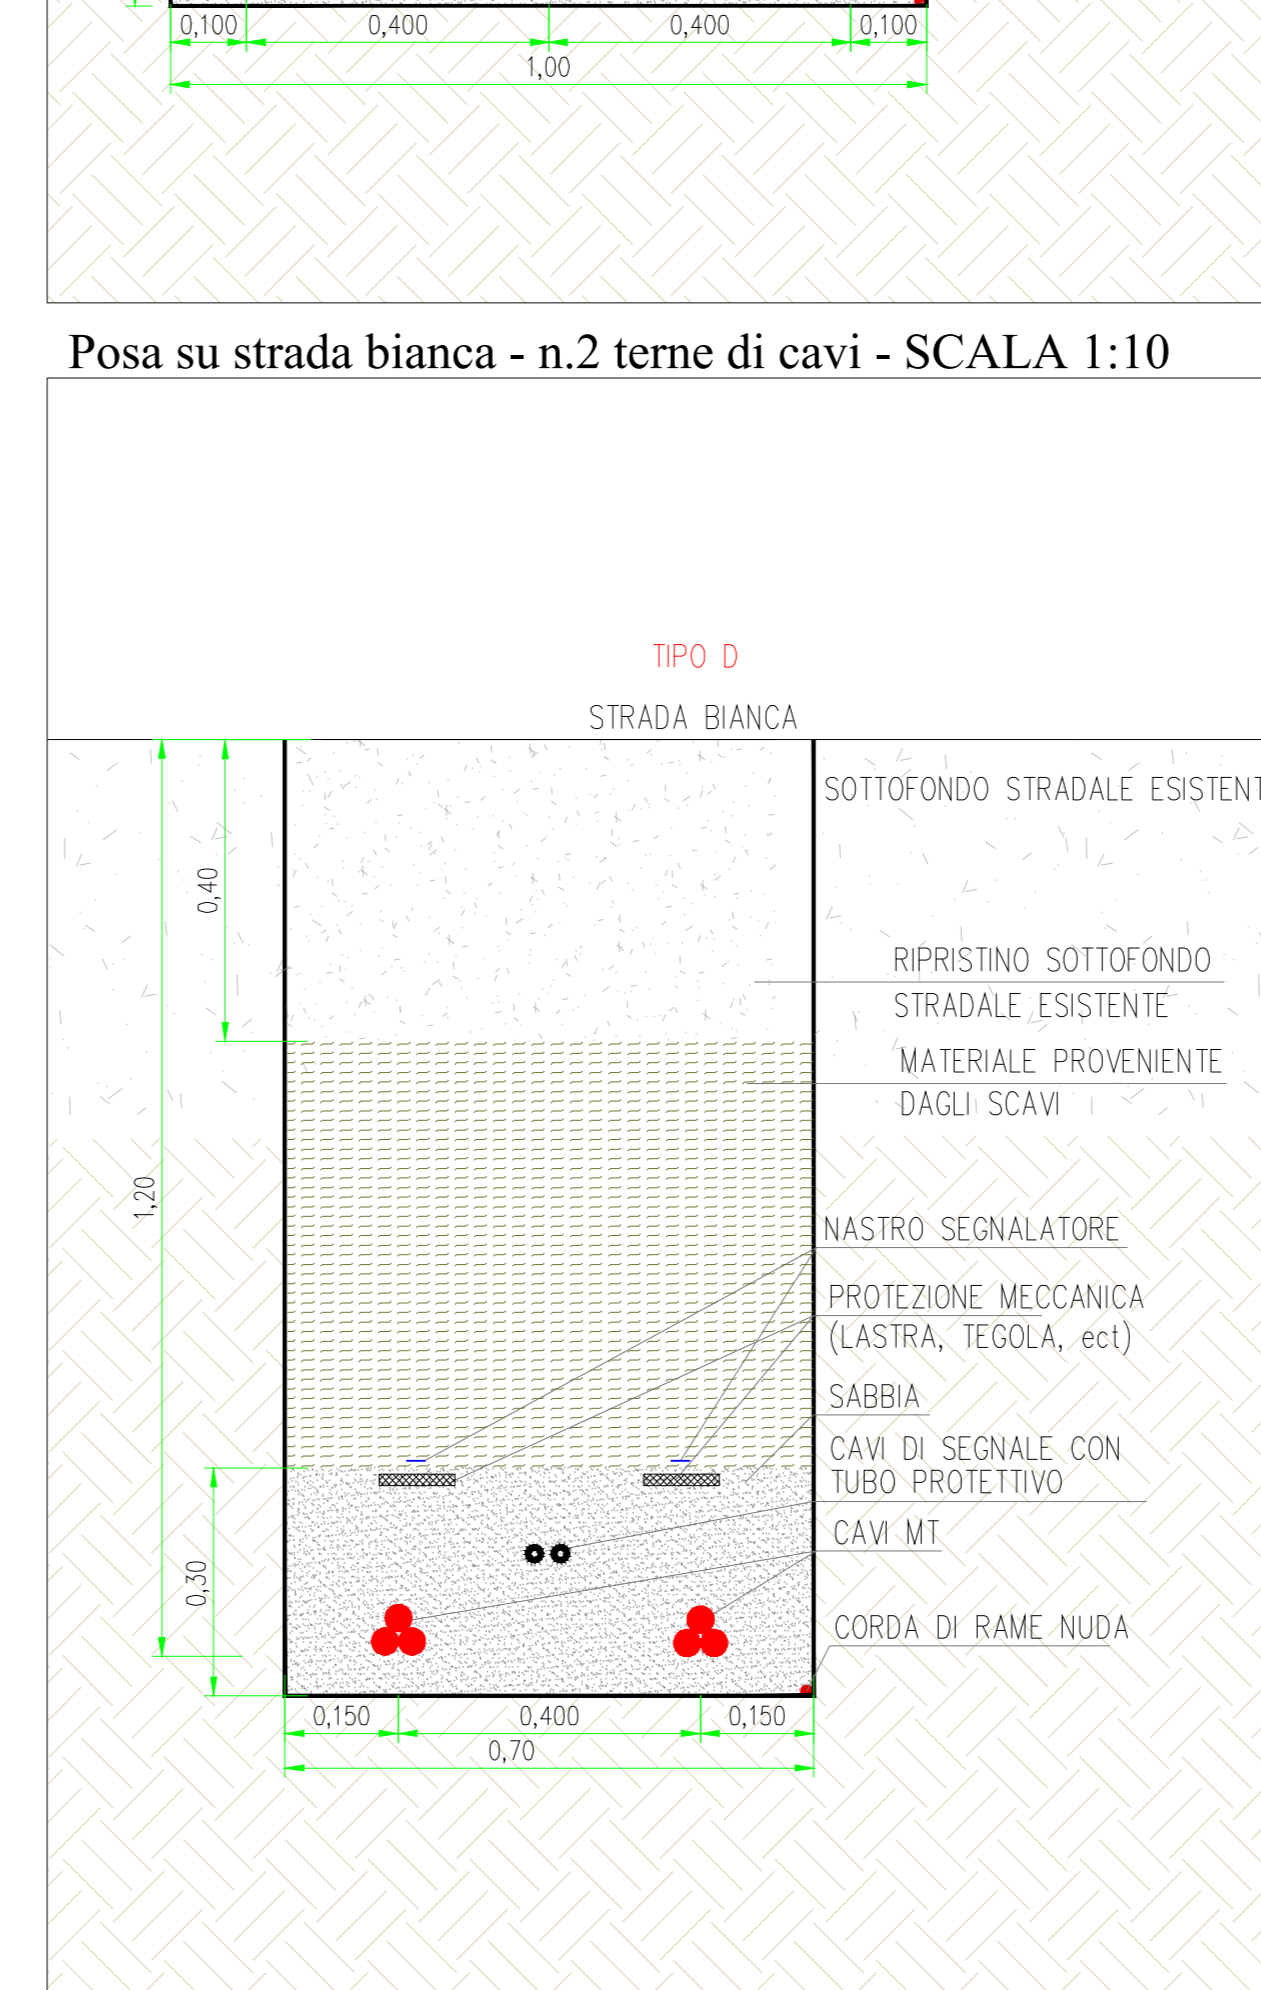 0,100 0,400 0,400 0,100
1,00
Posa su strada bianca - n.2 terne di cavi - SCALA 1:10
TIPO D
STRADA BIANCA
SOTTOFONDO STRADALE ESISTENT
0,40
RIPRISTINO SOTTOFONDO
STRADALE ESISTENTE
MATERIALE PROVENIENTE
DAGLI SCAVI
1,20
NASTRO SEGNALATORE
PROTEZIONE MECCANICA
(LASTRA, TEGOLA, ect)
SABBIA
CAVI DI SEGNALE CON
TUBO PROTETTIVO
CAVI MT
0,30
CORDA DI RAME NUDA
0,150 0,400 0,150
0,70